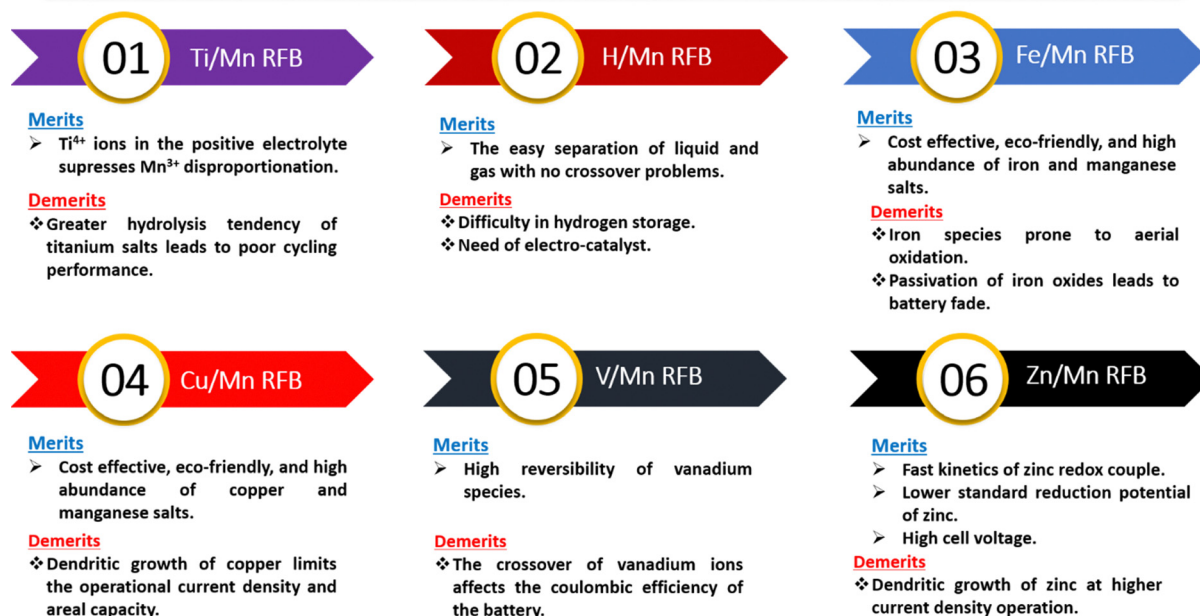 01 Ti/Mn RFB
Merits
➢ Ti⁴⁺ ions in the positive electrolyte
supresses Mn³⁺ disproportionation.
Demerits
❖Greater hydrolysis tendency of
titanium salts leads to poor cycling
performance.
02 H/Mn RFB
Merits
➢ The easy separation of liquid and
gas with no crossover problems.
Demerits
❖Difficulty in hydrogen storage.
❖Need of electro-catalyst.
03 Fe/Mn RFB
Merits
➢ Cost effective, eco-friendly, and high
abundance of iron and manganese
salts.
Demerits
❖Iron species prone to aerial
oxidation.
❖Passivation of iron oxides leads to
battery fade.
04 Cu/Mn RFB
Merits
➢ Cost effective, eco-friendly, and high
abundance of copper and
manganese salts.
Demerits
❖Dendritic growth of copper limits
the operational current density and
areal capacity.
05 V/Mn RFB
Merits
➢ High reversibility of vanadium
species.
Demerits
❖The crossover of vanadium ions
affects the coulombic efficiency of
the battery.
06 Zn/Mn RFB
Merits
➢ Fast kinetics of zinc redox couple.
➢ Lower standard reduction potential
of zinc.
➢ High cell voltage.
Demerits
❖Dendritic growth of zinc at higher
current density operation.